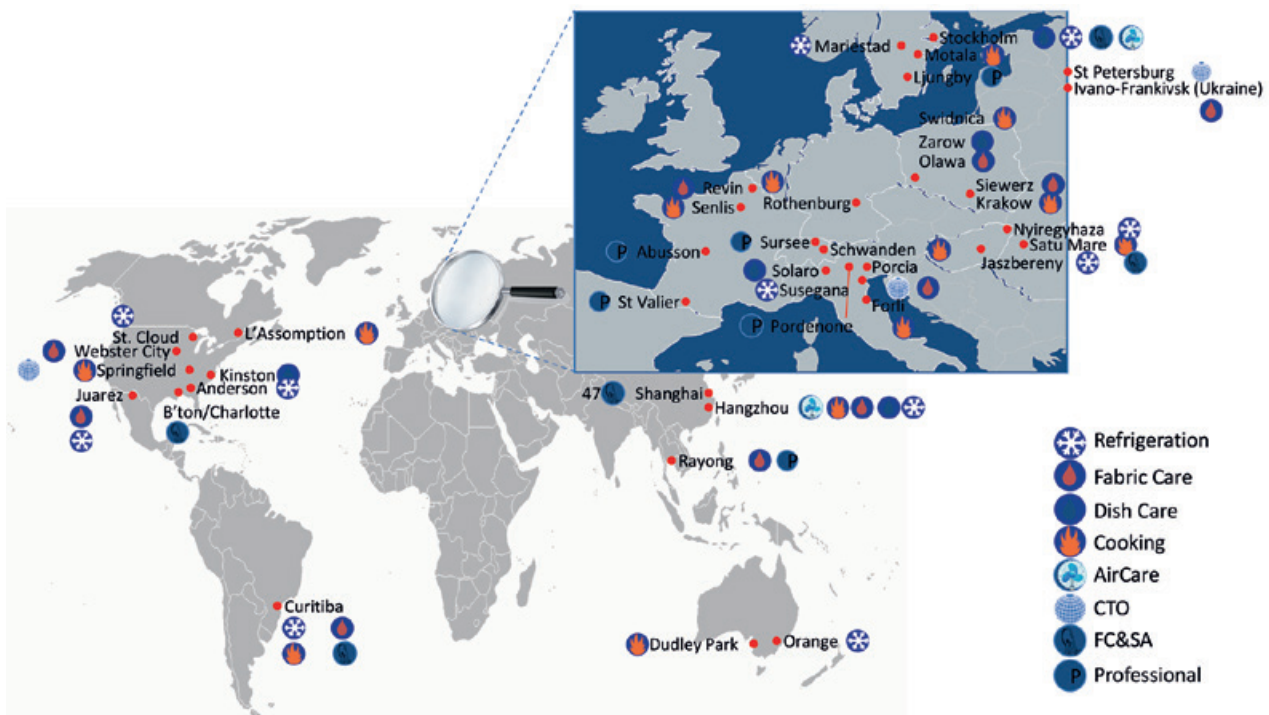 Mariestad
Stockholm
Motala
Ljungby
P
St Petersburg
Ivano-Frankivsk (Ukraine)
Swidnica
Zarow
Olawa
Revin
Senlis
Rothenburg
Siewerz
Krakow
Nyiregyhaza
Satu Mare
Jaszbereny
P
Abusson
P
Sursee
Schwanden
Solaro
Porcia
Susegana
P
St Valier
Forli
P
Pordenone
St. Cloud
L'Assomption
Webster City
Springfield
Kinston
Anderson
Juarez
B'ton/Charlotte
47
Shanghai
Hangzhou
Rayong
P
Curitiba
Dudley Park
Orange
Refrigeration
Fabric Care
Dish Care
Cooking
AirCare
CTO
FC&SA
P
Professional